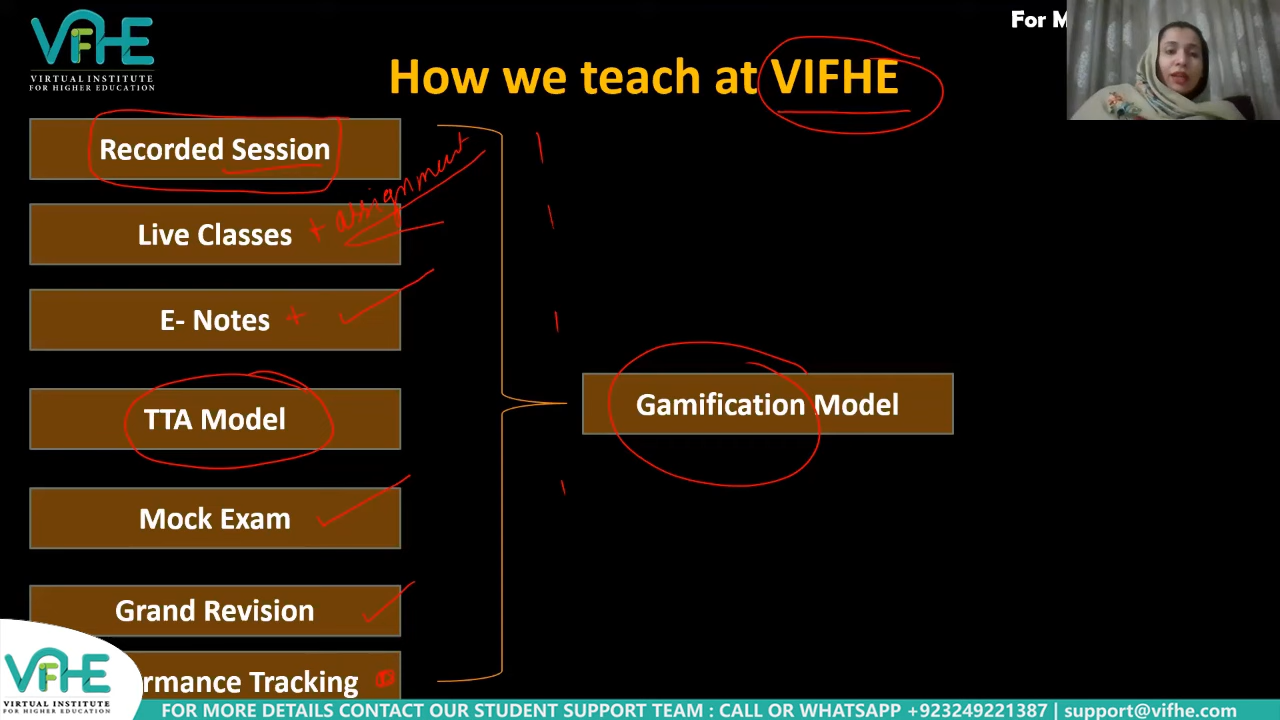 VIFHE
VIRTUAL INSTITUTE
FOR HIGHER EDUCATION
For M
How we teach at VIFHE
Recorded Session
Live Classes + assignment
E- Notes +
TTA Model
Gamification Model
Mock Exam
Grand Revision
rmance Tracking
VIFHE
VIRTUAL INSTITUTE
FOR HIGHER EDUCATION
FOR MORE DETAILS CONTACT OUR STUDENT SUPPORT TEAM : CALL OR WHATSAPP +923249221387 | support@vifhe.com